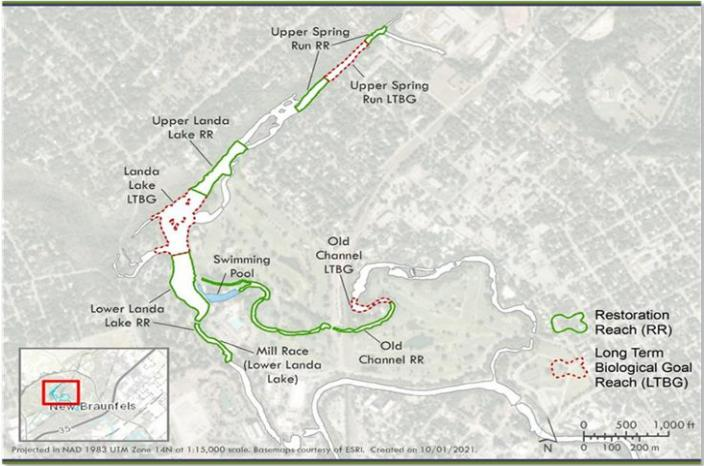 Upper Spring
Run RR
Upper Spring
Run LTBG
Upper Landa
Lake RR
Landa
Lake
LTBG
Swimming
Pool
Old
Channel
LTBG
Lower Landa
Lake RR
Mill Race
(Lower Landa
Lake)
Old
Channel RR
Restoration
Reach (RR)
Long Term
Biological Goal
Reach (LTBG)
New Braunfels
35
0 500 1,000 ft
N 0 100 200 m
Projected in NAD 1983 UTM Zone 14N at 1:15,000 scale. Basemaps courtesy of ESRI. Created on 10/01/2021.